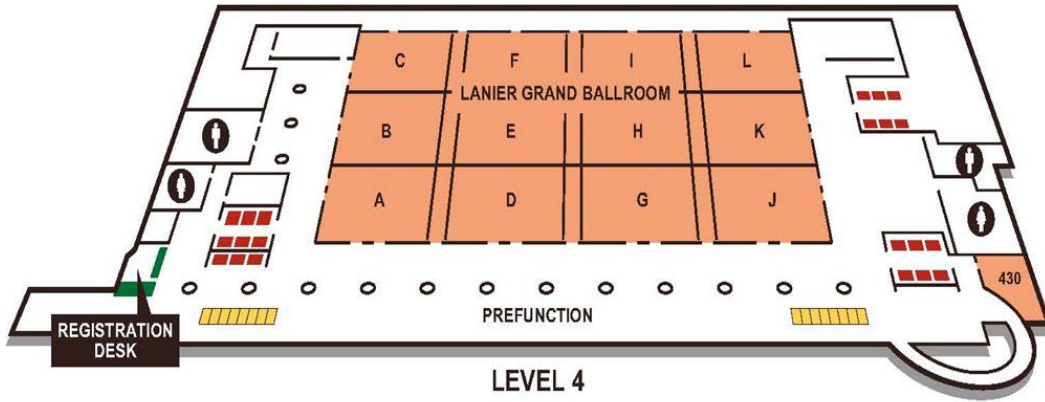 C F I L
LANIER GRAND BALLROOM
B E H K
A D G J
430
PREFUNCTION
REGISTRATION
DESK
LEVEL 4